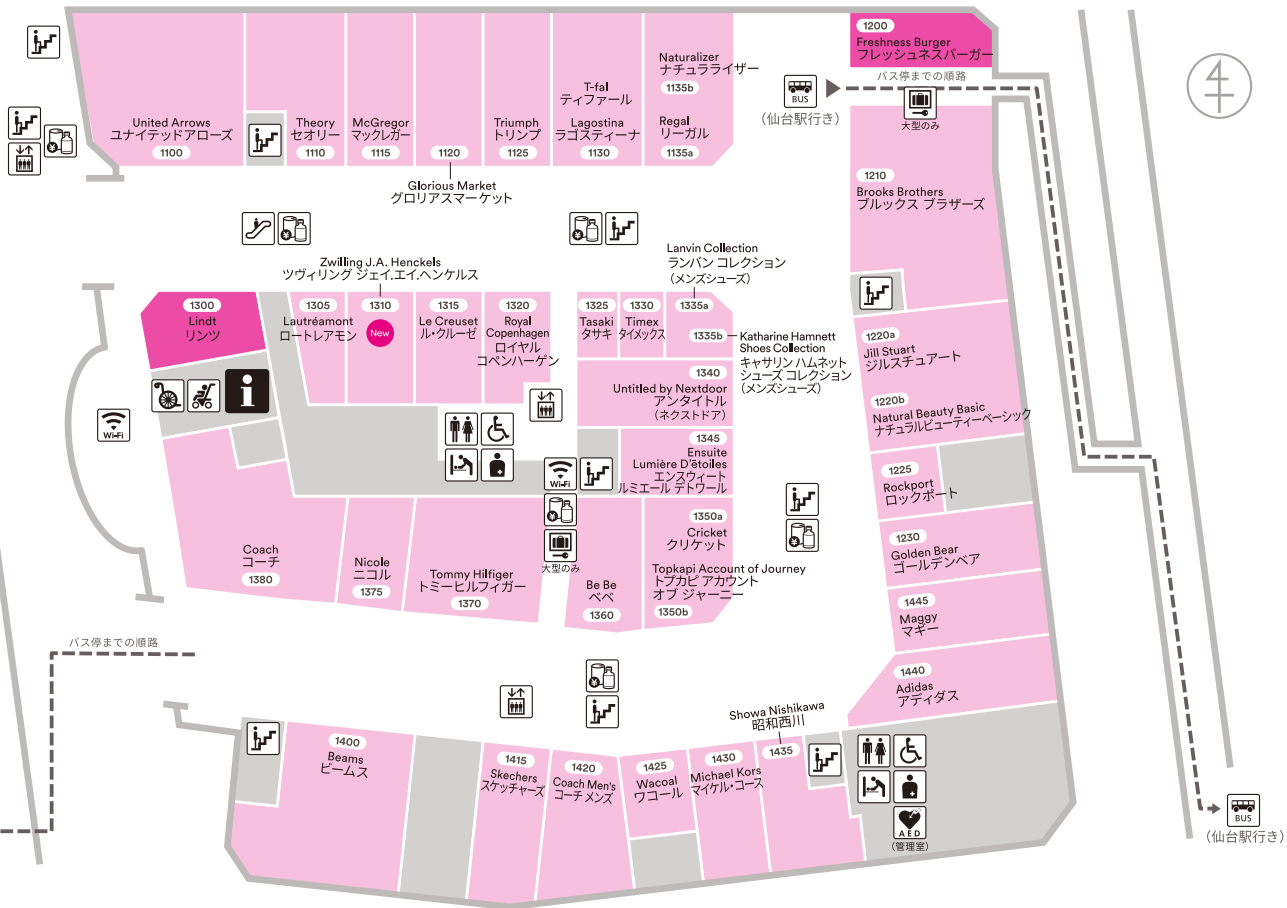 United Arrows
ユナイテッドアローズ
1100
Theory
セオリー
1110
McGregor
マックレガー
1115
1120
Glorious Market
グロリアスマーケット
Triumph
トリンプ
1125
T-fal
ティファール
Lagostina
ラゴスティーナ
1130
Naturalizer
ナチュラライザー
1135b
Regal
リーガル
1135a
BUS
(仙台駅行き)
1200
Freshness Burger
フレッシュネスバーガー
バス停までの順路
大型のみ
1210
Brooks Brothers
ブルックス ブラザーズ
Zwilling J.A. Henckels
ツヴィリング ジェイ.エイ.ヘンケルス
1300
Lindt
リンツ
1305
Lautréamont
ロートレアモン
1310
New
1315
Le Creuset
ル・クルーゼ
1320
Royal
Copenhagen
ロイヤル
コペンハーゲン
1325
Tasaki
タサキ
1330
Timex
タイメックス
Lanvin Collection
ランバン コレクション
(メンズシューズ)
1335a
1335b
Katharine Hamnett
Shoes Collection
キャサリン ハムネット
シューズ コレクション
(メンズシューズ)
1340
Untitled by Nextdoor
アンタイトル
(ネクストドア)
1345
Ensuite
Lumière D'étoiles
エンスウィート
ルミエール デトワール
1220a
Jill Stuart
ジルスチュアート
1220b
Natural Beauty Basic
ナチュラルビューティーベーシック
1225
Rockport
ロックポート
1230
Golden Bear
ゴールデンベア
1445
Maggy
マギー
1440
Adidas
アディダス
i
Wi-Fi
Wi-Fi
大型のみ
Coach
コーチ
1380
Nicole
ニコル
1375
Tommy Hilfiger
トミーヒルフィガー
1370
Be Be
ベベ
1360
1350a
Cricket
クリケット
Topkapi Account of Journey
トプカピ アカウント
オブ ジャーニー
1350b
バス停までの順路
1400
Beams
ビームス
1415
Skechers
スケッチャーズ
1420
Coach Men's
コーチ メンズ
1425
Wacoal
ワコール
1430
Michael Kors
マイケル・コース
Showa Nishikawa
昭和西川
1435
AED
(管理室)
BUS
(仙台駅行き)